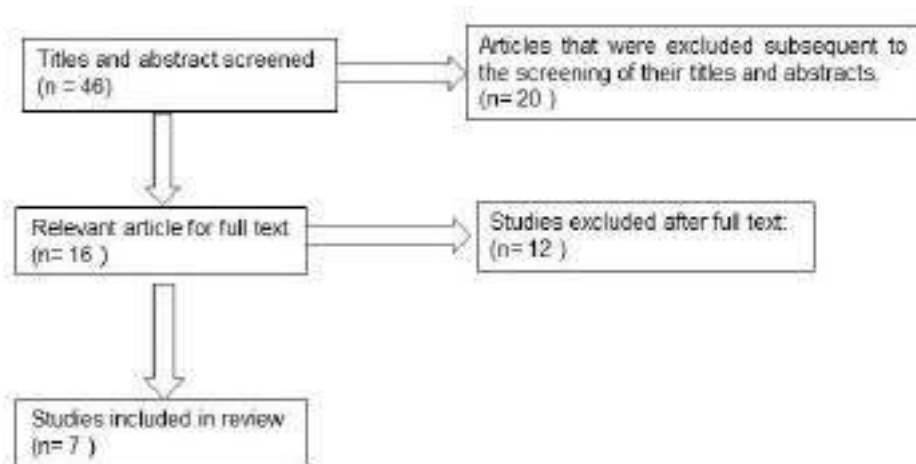 Titles and abstract screened
(n = 46)
Articles that were excluded subsequent to
the screening of their titles and abstracts.
(n= 20 )
Relevant article for full text
(n= 16 )
Studies excluded after full text:
(n= 12 )
Studies included in review
(n= 7 )